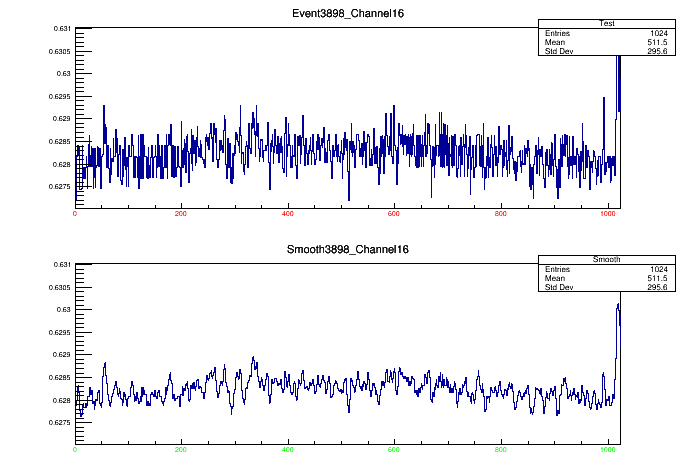 Event3898_Channel16
Test
Entries 1024
Mean 511.5
Std Dev 295.6
0.631
0.6305
0.63
0.6295
0.629
0.6285
0.628
0.6275
0 200 400 600 800 1000
Smooth3898_Channel16
Smooth
Entries 1024
Mean 511.5
Std Dev 295.6
0.631
0.6305
0.63
0.6295
0.629
0.6285
0.628
0.6275
0 200 400 600 800 1000